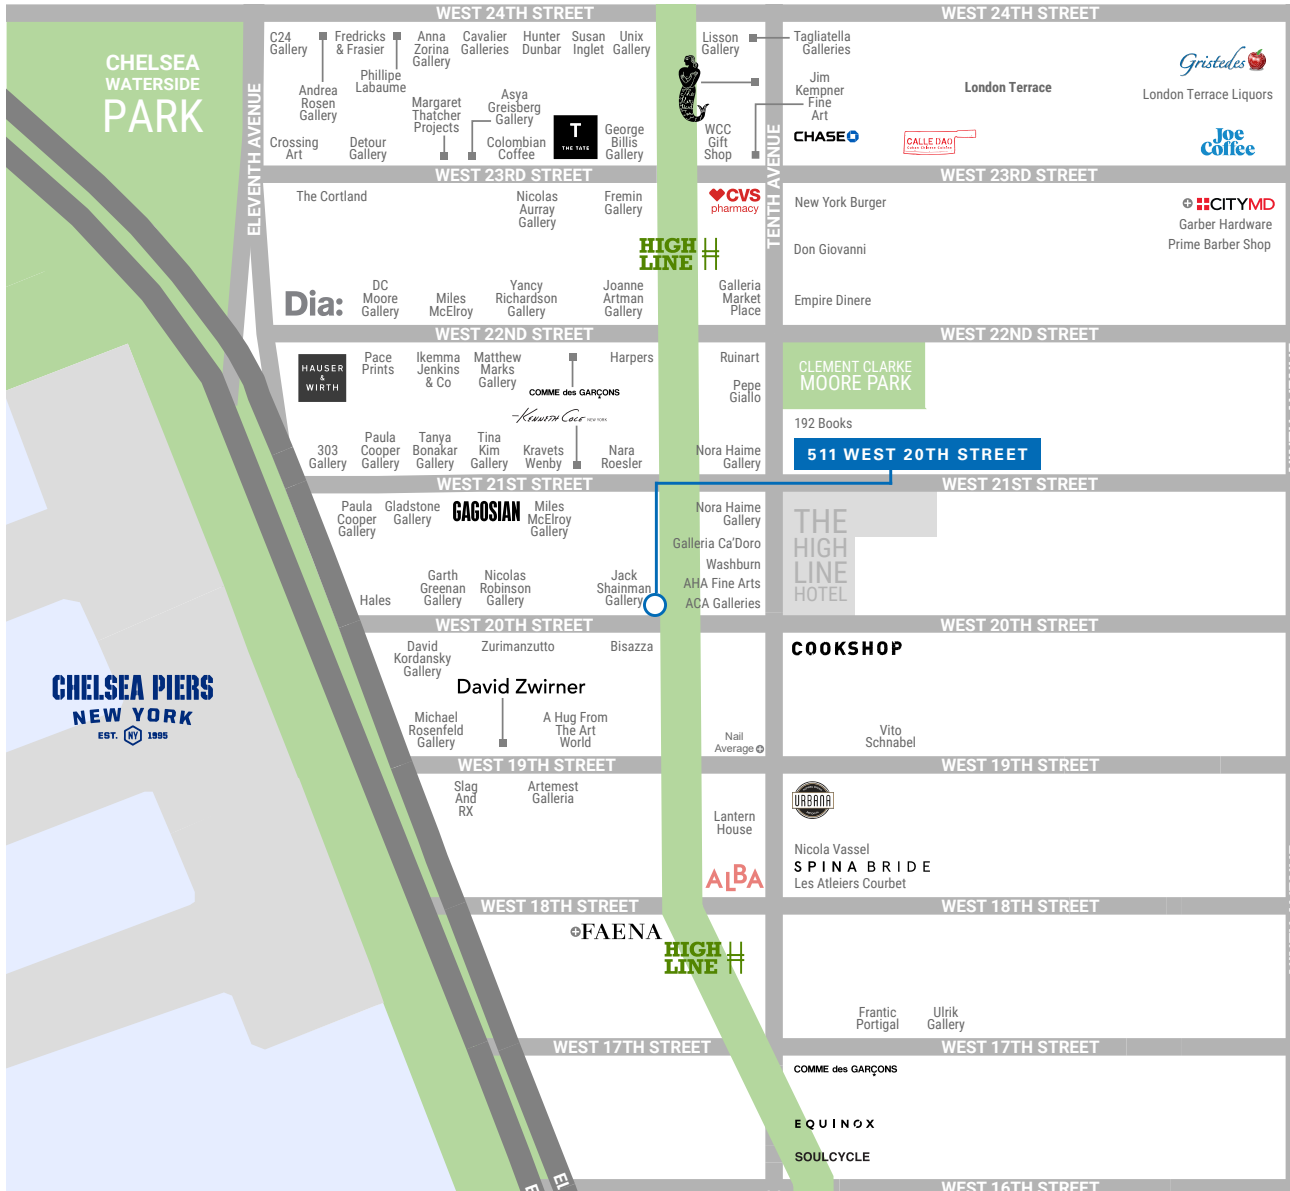 WEST 24TH STREET
WEST 24TH STREET
CHELSEA
WATERSIDE
PARK
ELEVENTH AVENUE
TENTH AVENUE
C24
Gallery
Fredricks
& Frasier
Anna
Zorina
Gallery
Cavalier
Galleries
Hunter
Dunbar
Susan
Inglet
Unix
Gallery
Lisson
Gallery
Tagliatella
Galleries
Phillipe
Labaume
Andrea
Rosen
Gallery
Margaret
Thatcher
Projects
Asya
Greisberg
Gallery
Crossing
Art
Detour
Gallery
Colombian
Coffee
T
THE TATE
George
Billis
Gallery
WCC
Gift
Shop
Jim
Kempner
Fine
Art
CHASE
CALLE DAO
London Terrace
Gristedes
London Terrace Liquors
Joe
Coffee
WEST 23RD STREET
WEST 23RD STREET
The Cortland
Nicolas
Aurray
Gallery
Fremin
Gallery
CVS
pharmacy
New York Burger
CITYMD
Garber Hardware
Prime Barber Shop
HIGH
LINE
Don Giovanni
Dia:
DC
Moore
Gallery
Miles
McElroy
Yancy
Richardson
Gallery
Joanne
Artman
Gallery
Galleria
Market
Place
Empire Dinere
WEST 22ND STREET
WEST 22ND STREET
HAUSER
&
WIRTH
Pace
Prints
Ikemma
Jenkins
& Co
Matthew
Marks
Gallery
Harpers
COMME des GARÇONS
KENNETH COLE NEW YORK
Ruinart
Pepe
Giallo
CLEMENT CLARKE
MOORE PARK
192 Books
511 WEST 20TH STREET
303
Gallery
Paula
Cooper
Gallery
Tanya
Bonakar
Gallery
Tina
Kim
Gallery
Kravets
Wenby
Nara
Roesler
Nora Haime
Gallery
WEST 21ST STREET
WEST 21ST STREET
Paula
Cooper
Gallery
Gladstone
Gallery
GAGOSIAN
Miles
McElroy
Gallery
Nora Haime
Gallery
Galleria Ca'Doro
Washburn
AHA Fine Arts
ACA Galleries
THE
HIGH
LINE
HOTEL
Hales
Garth
Greenan
Gallery
Nicolas
Robinson
Gallery
Jack
Shainman
Gallery
WEST 20TH STREET
WEST 20TH STREET
David
Kordansky
Gallery
Zurimanzutto
Bisazza
COOKSHOP
CHELSEA PIERS
NEW YORK
EST. NY 1995
David Zwirner
Michael
Rosenfeld
Gallery
A Hug From
The Art
World
Nail
Average
Vito
Schnabel
WEST 19TH STREET
WEST 19TH STREET
Slag
And
RX
Artemest
Galleria
Lantern
House
URBANA
ALBA
Nicola Vassel
SPINA BRIDE
Les Atleiers Courbet
WEST 18TH STREET
WEST 18TH STREET
FAENA
HIGH
LINE
Frantic
Portigal
Ulrik
Gallery
WEST 17TH STREET
WEST 17TH STREET
COMME des GARÇONS
EQUINOX
SOULCYCLE
WEST 16TH STREET